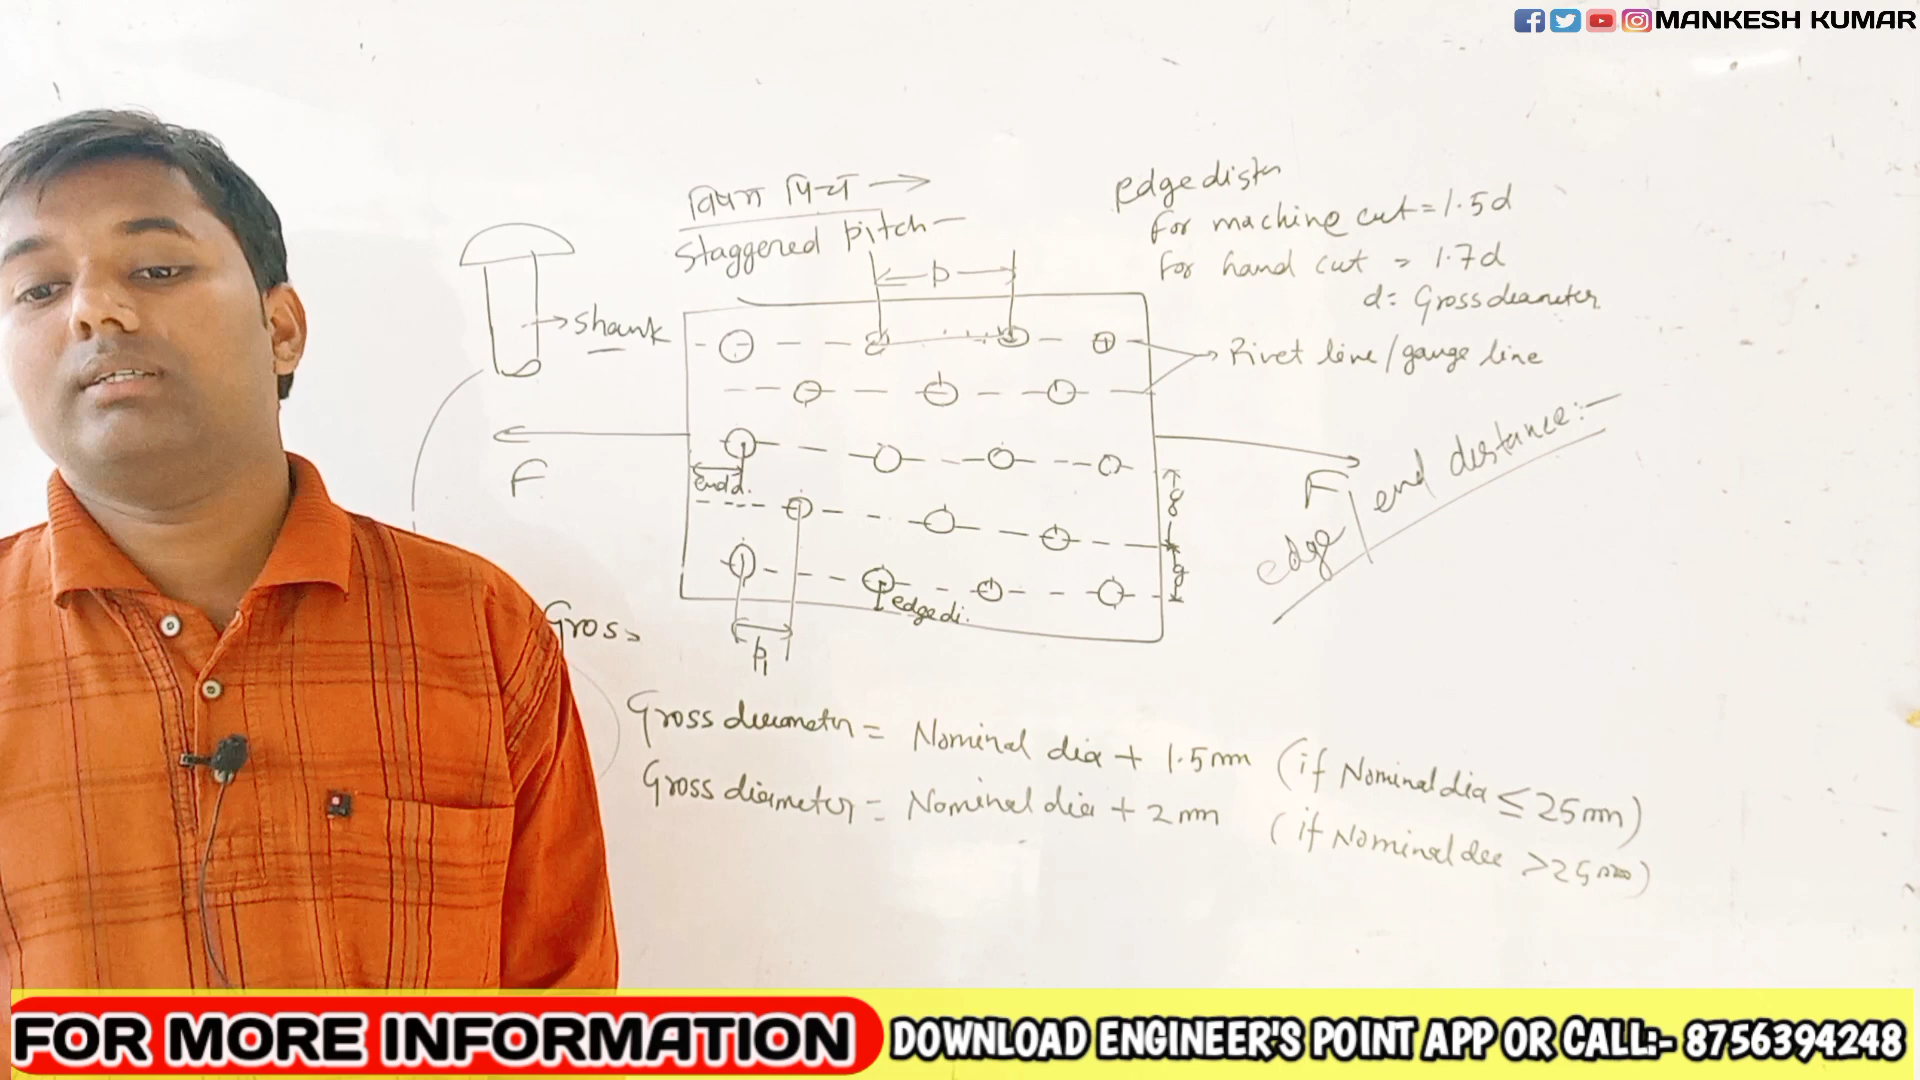 MANKESH KUMAR
विषम पिच →
Staggered pitch -
edge distn
for machine cut = 1.5d
for hand cut = 1.7d
d = Gross deameter
→ shank
p
→ Rivet line/gauge line
F
F
edge/end distance:-
end d.
g
g
edge di.
p1
Gros
Gross diameter = Nominal dia + 1.5mm (if Nominal dia ≤ 25mm)
Gross diameter = Nominal dia + 2mm (if Nominal dia > 25mm)
FOR MORE INFORMATION
DOWNLOAD ENGINEER'S POINT APP OR CALL:- 8756394248